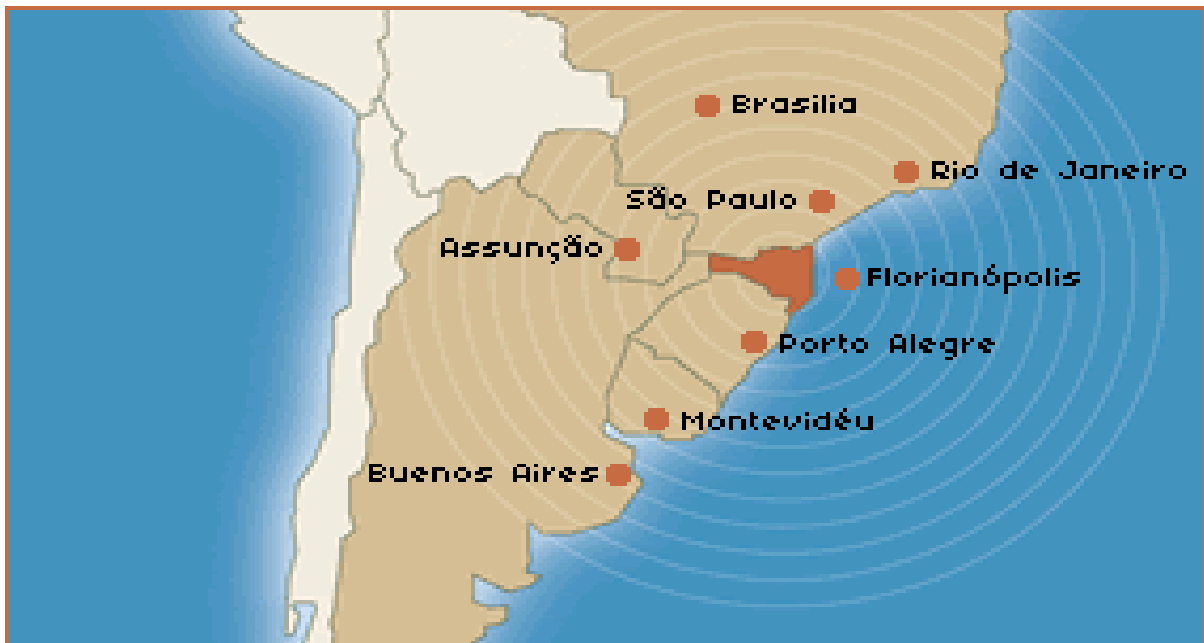 Brasilia
Rio de Janeiro
São Paulo
Assunção
Florianópolis
Porto Alegre
Montevidéu
Buenos Aires